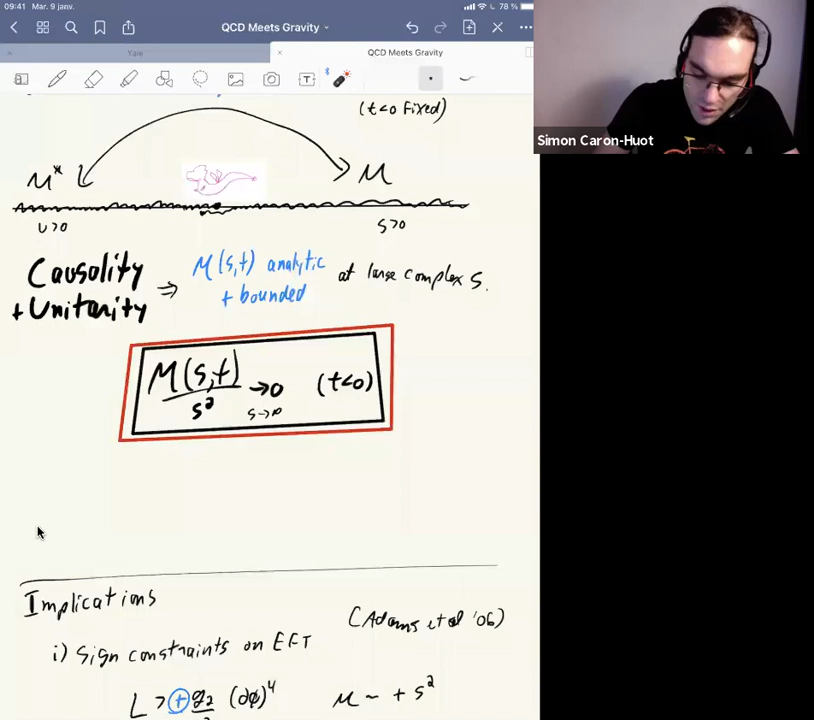 09:41 Mar. 9 janv.
78 %
QCD Meets Gravity
Yale
QCD Meets Gravity
Simon Caron-Huot
(t<0 fixed)
M* M
u>0 s>0
Causality
+Unitarity
⇒ M(s,t) analytic
+ bounded
at large complex s.
M(s,t)/s² →0 (t<0)
s→∞
Implications
(Adams et al '06)
i) Sign constraints on EFT
L > + g₂ (∂φ)⁴ M ~ + s²